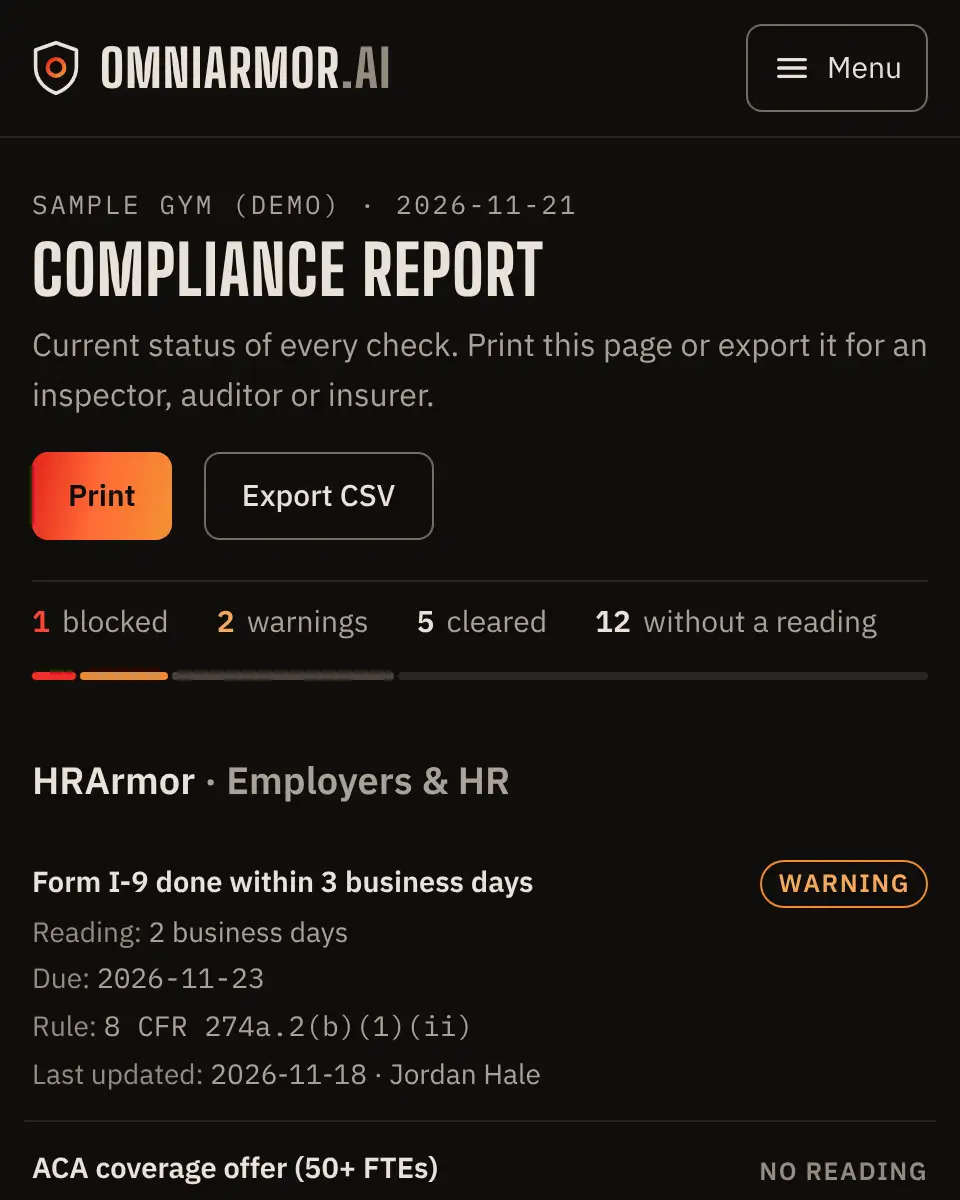 OMNIARMOR.AI
Menu
SAMPLE GYM (DEMO) · 2026-11-21
COMPLIANCE REPORT
Current status of every check. Print this page or export it for an
inspector, auditor or insurer.
Print
Export CSV
1 blocked 2 warnings 5 cleared 12 without a reading
HRArmor · Employers & HR
Form I-9 done within 3 business days
WARNING
Reading: 2 business days
Due: 2026-11-23
Rule: 8 CFR 274a.2(b)(1)(ii)
Last updated: 2026-11-18 · Jordan Hale
ACA coverage offer (50+ FTEs)
NO READING